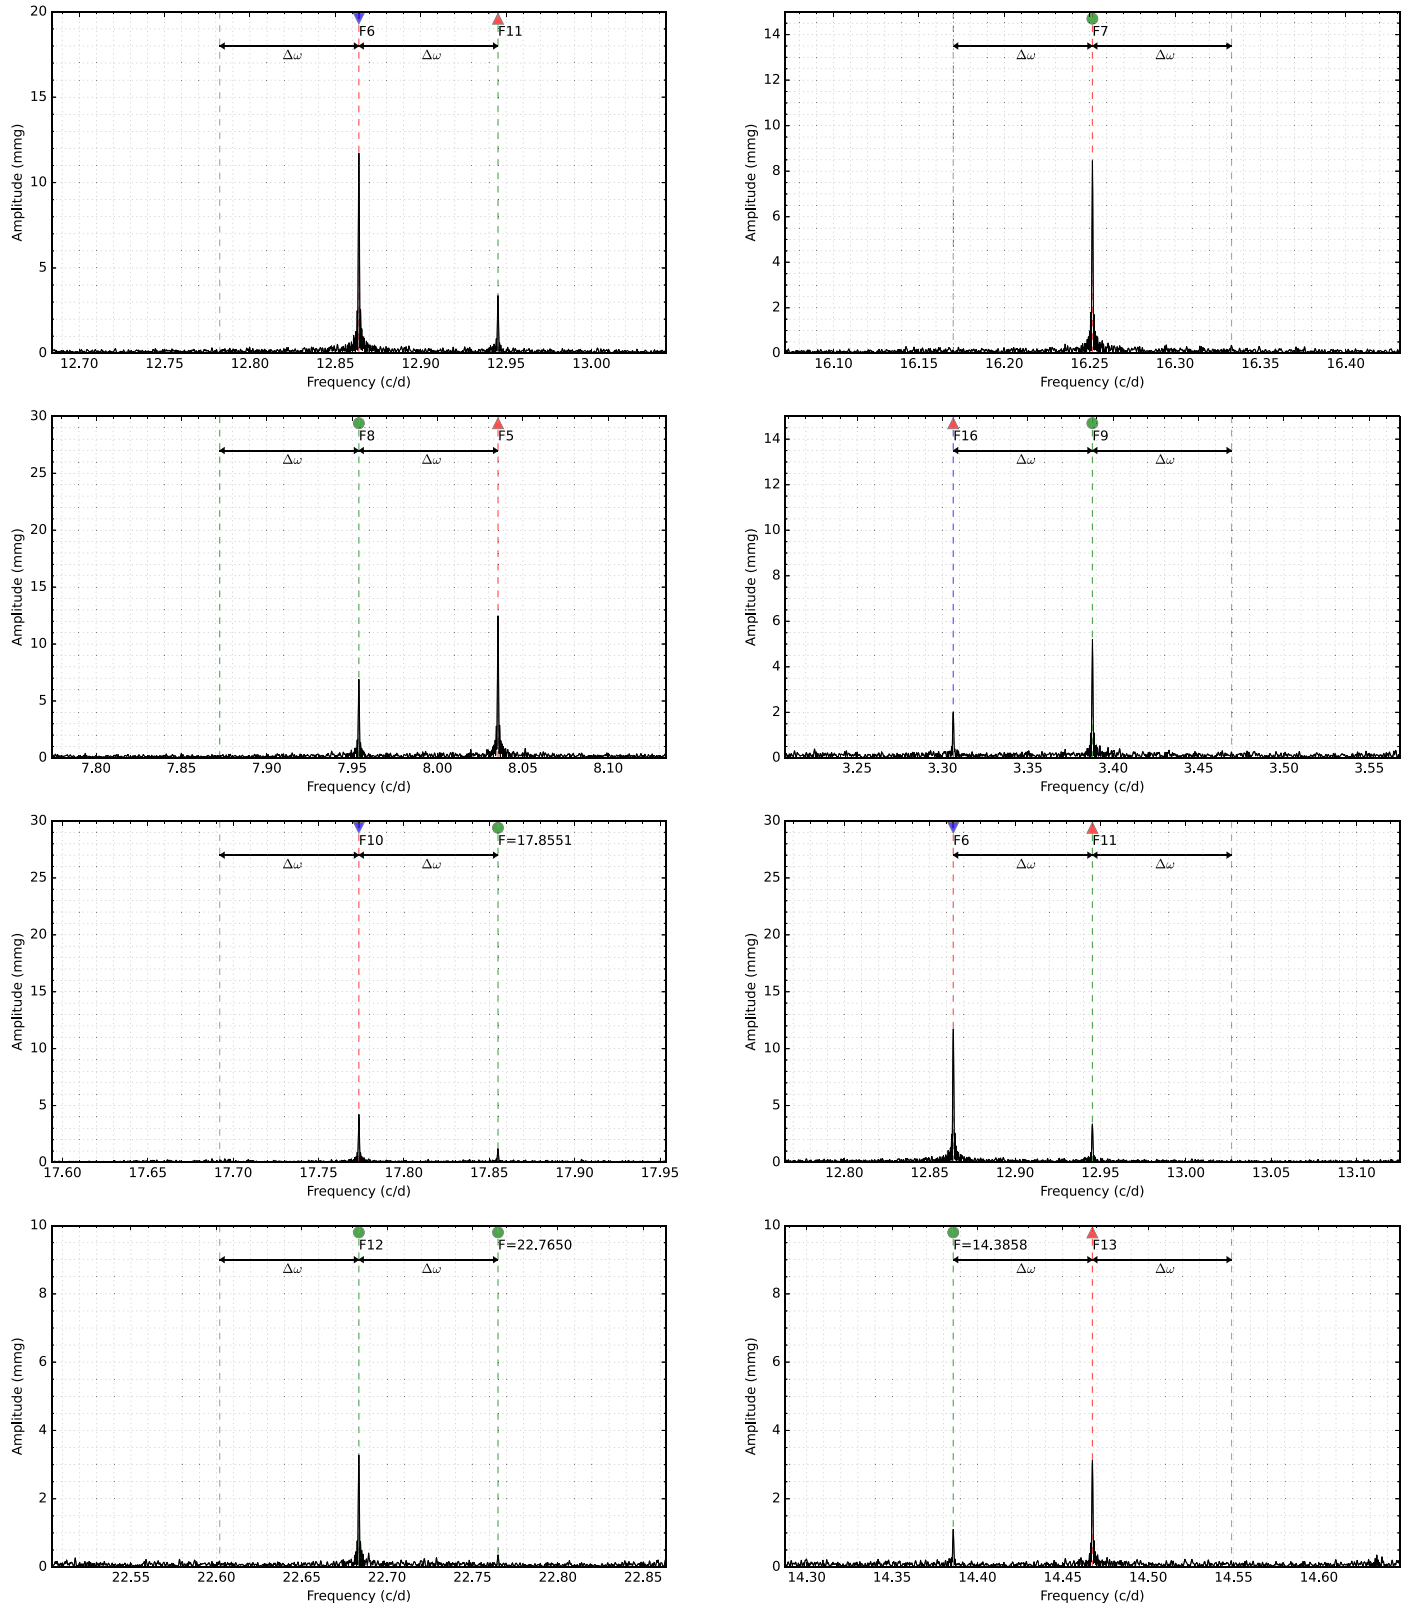 20
15
10
5
0
Amplitude (mmg)
F6
F11
Δω
Δω
12.70
12.75
12.80
12.85
12.90
12.95
13.00
Frequency (c/d)
14
12
10
8
6
4
2
0
Amplitude (mmg)
F7
Δω
Δω
16.10
16.15
16.20
16.25
16.30
16.35
16.40
Frequency (c/d)
30
25
20
15
10
5
0
Amplitude (mmg)
F8
F5
Δω
Δω
7.80
7.85
7.90
7.95
8.00
8.05
8.10
Frequency (c/d)
14
12
10
8
6
4
2
0
Amplitude (mmg)
F16
F9
Δω
Δω
3.25
3.30
3.35
3.40
3.45
3.50
3.55
Frequency (c/d)
30
25
20
15
10
5
0
Amplitude (mmg)
F10
F=17.8551
Δω
Δω
17.60
17.65
17.70
17.75
17.80
17.85
17.90
17.95
Frequency (c/d)
30
25
20
15
10
5
0
Amplitude (mmg)
F6
F11
Δω
Δω
12.80
12.85
12.90
12.95
13.00
13.05
13.10
Frequency (c/d)
10
8
6
4
2
0
Amplitude (mmg)
F12
F=22.7650
Δω
Δω
22.55
22.60
22.65
22.70
22.75
22.80
22.85
Frequency (c/d)
10
8
6
4
2
0
Amplitude (mmg)
F=14.3858
F13
Δω
Δω
14.30
14.35
14.40
14.45
14.50
14.55
14.60
Frequency (c/d)